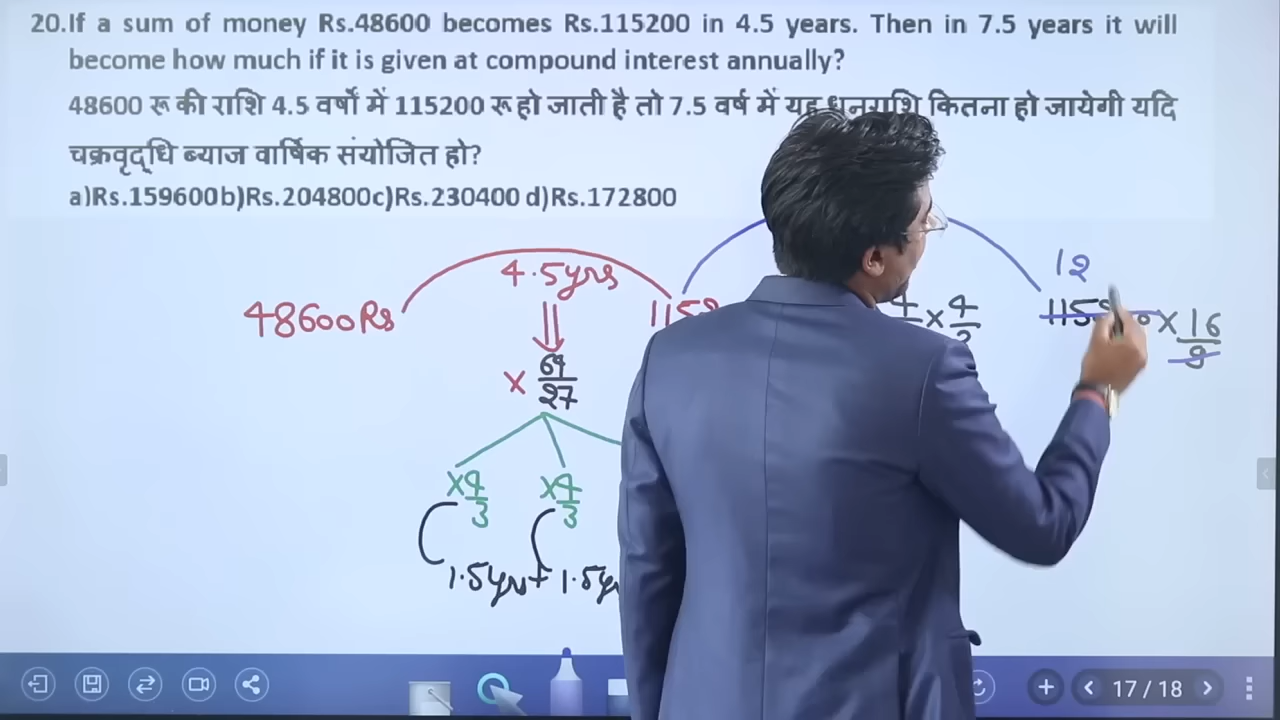 20.If a sum of money Rs.48600 becomes Rs.115200 in 4.5 years. Then in 7.5 years it will
become how much if it is given at compound interest annually?
48600 रू की राशि 4.5 वर्षों में 115200 रू हो जाती है तो 7.5 वर्ष में यह धनराशि कितना हो जायेगी यदि
चक्रवृद्धि ब्याज वार्षिक संयोजित हो?
a)Rs.159600b)Rs.204800c)Rs.230400 d)Rs.172800
12
4.5yrs
48600Rs
× 4
× 16
9
× 64
27
×4
3
×4
3
1.5yr+ 1.5y
17 / 18